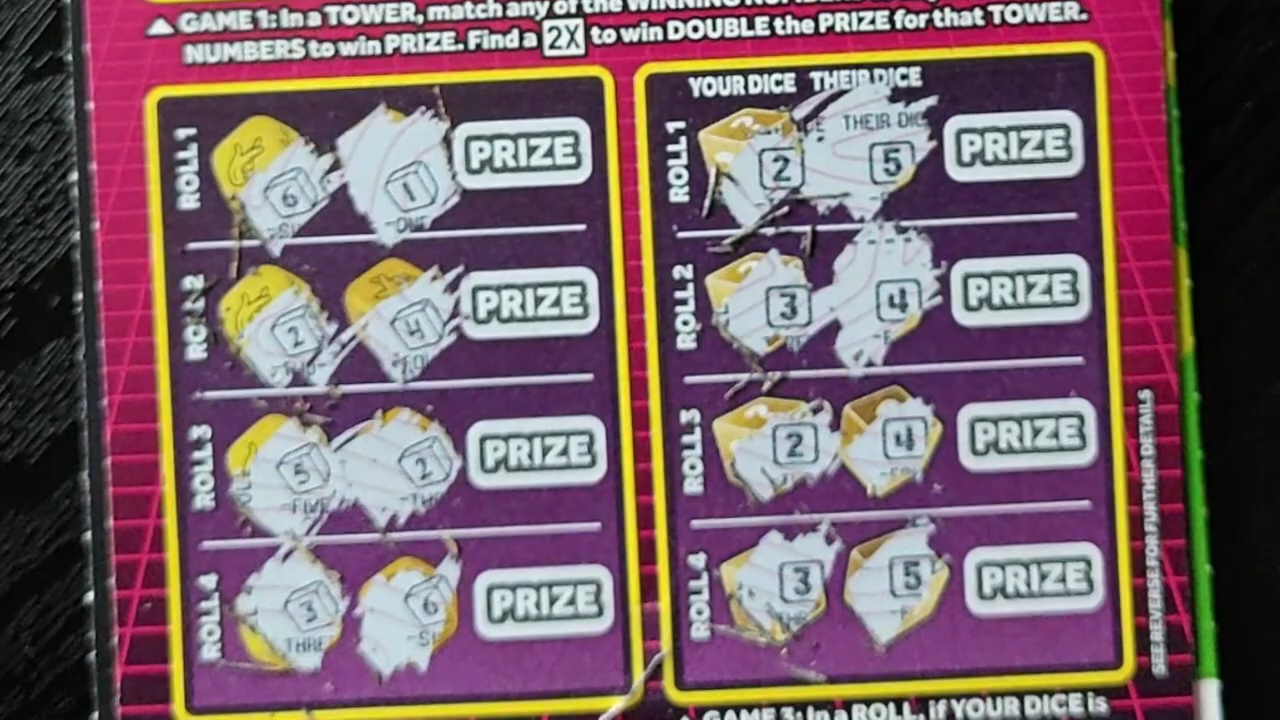 ▲ GAME 1: In a TOWER, match any of the WINNING
NUMBERS to win PRIZE. Find a 2X to win DOUBLE the PRIZE for that TOWER.
ROLL 1
6
1
PRIZE
ROLL 2
2
4
PRIZE
ROLL 3
5
-FIVE
2
PRIZE
ROLL 4
3
6
PRIZE
YOUR DICE THEIR DICE
ROLL 1
2
5
PRIZE
ROLL 2
3
4
PRIZE
ROLL 3
2
4
PRIZE
ROLL 4
3
5
PRIZE
SEE REVERSE FOR FURTHER DETAILS
▲ GAME 3: In a ROLL, if YOUR DICE is